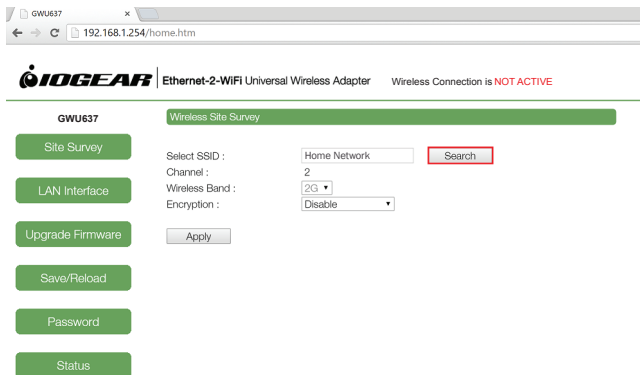 GWU637
192.168.1.254/home.htm
IOGEAR Ethernet-2-WiFi Universal Wireless Adapter Wireless Connection is NOT ACTIVE
GWU637
Site Survey
LAN Interface
Upgrade Firmware
Save/Reload
Password
Status
Wireless Site Survey
Select SSID : Home Network Search
Channel : 2
Wireless Band : 2G
Encryption : Disable
Apply